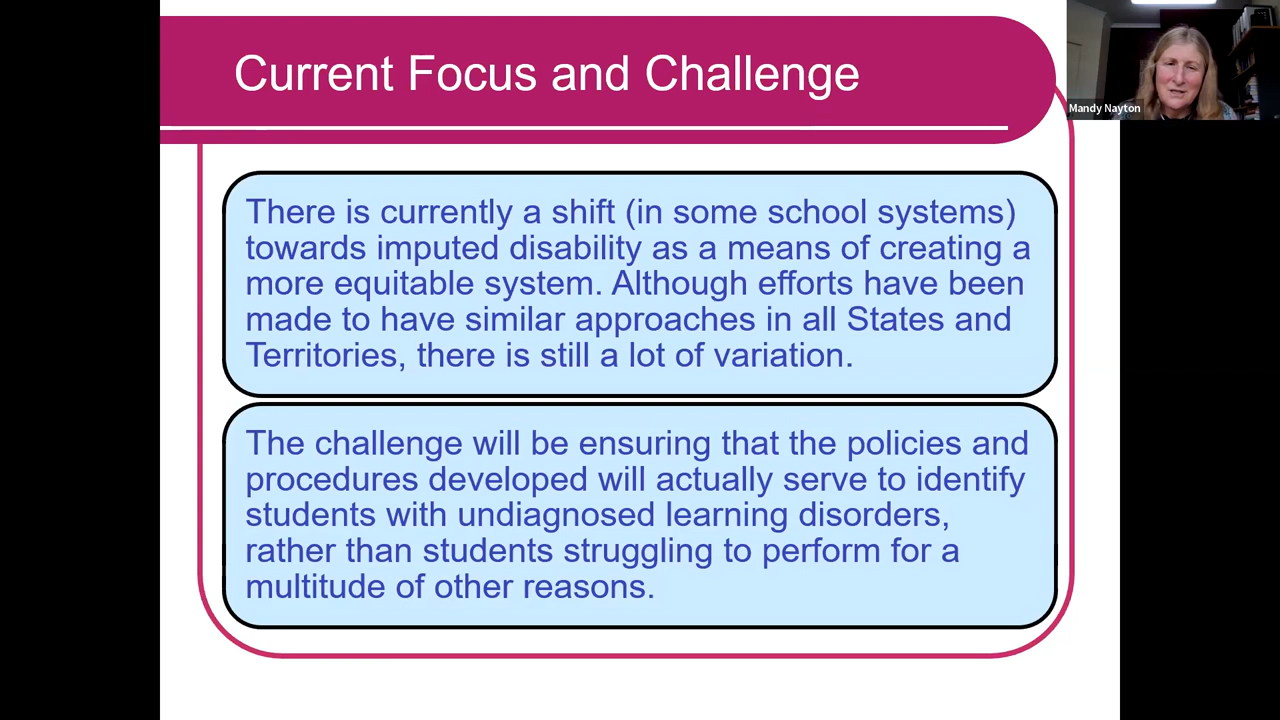 Current Focus and Challenge
Mandy Nayton
There is currently a shift (in some school systems)
towards imputed disability as a means of creating a
more equitable system. Although efforts have been
made to have similar approaches in all States and
Territories, there is still a lot of variation.
The challenge will be ensuring that the policies and
procedures developed will actually serve to identify
students with undiagnosed learning disorders,
rather than students struggling to perform for a
multitude of other reasons.